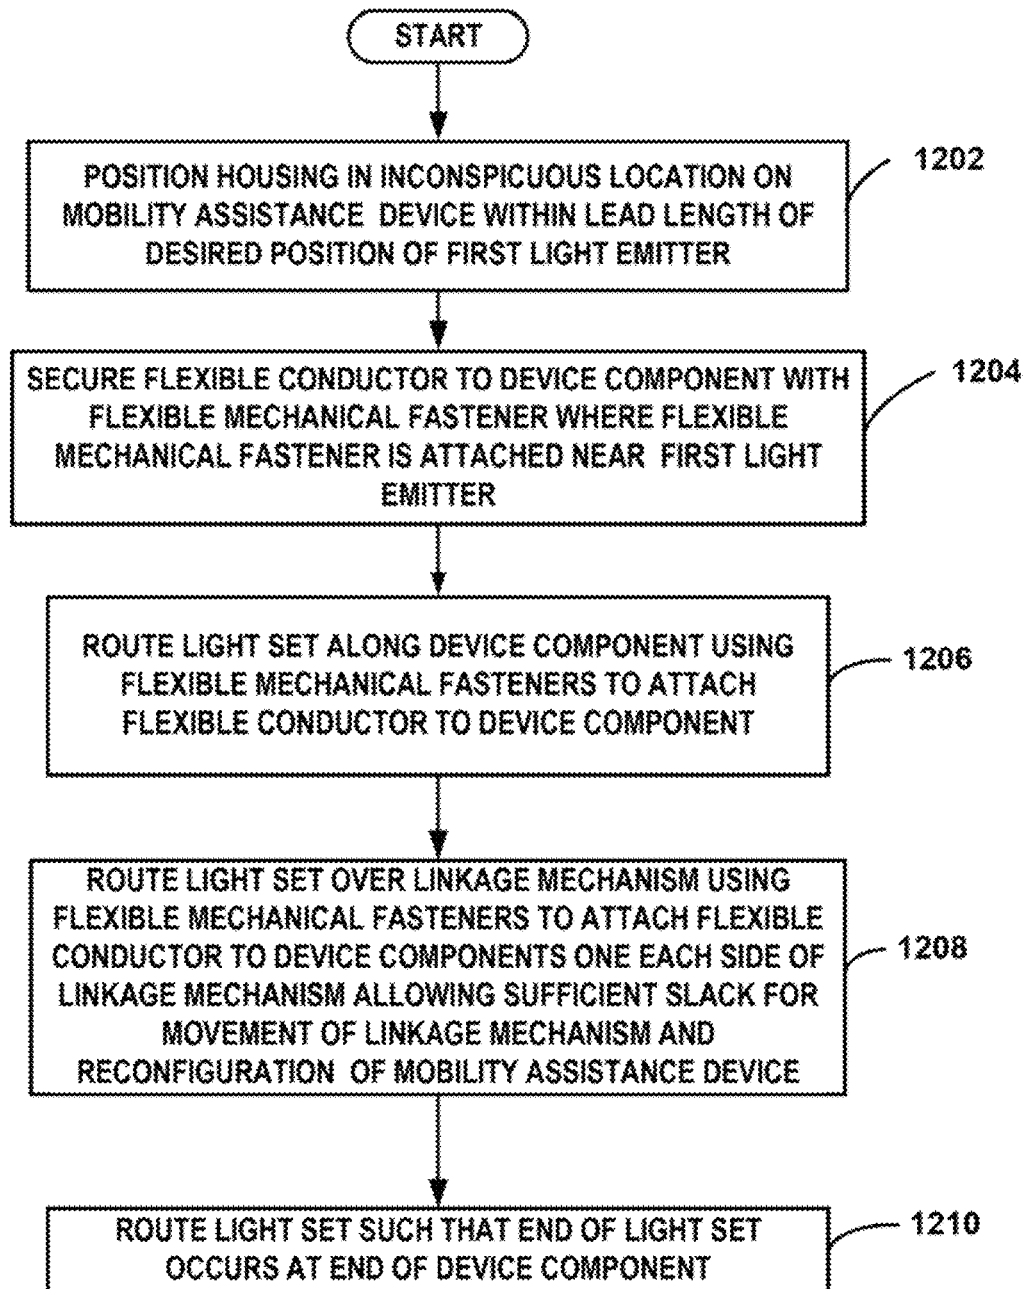 START
POSITION HOUSING IN INCONSPICUOUS LOCATION ON
MOBILITY ASSISTANCE DEVICE WITHIN LEAD LENGTH OF
DESIRED POSITION OF FIRST LIGHT EMITTER
1202
SECURE FLEXIBLE CONDUCTOR TO DEVICE COMPONENT WITH
FLEXIBLE MECHANICAL FASTENER WHERE FLEXIBLE
MECHANICAL FASTENER IS ATTACHED NEAR FIRST LIGHT
EMITTER
1204
ROUTE LIGHT SET ALONG DEVICE COMPONENT USING
FLEXIBLE MECHANICAL FASTENERS TO ATTACH
FLEXIBLE CONDUCTOR TO DEVICE COMPONENT
1206
ROUTE LIGHT SET OVER LINKAGE MECHANISM USING
FLEXIBLE MECHANICAL FASTENERS TO ATTACH FLEXIBLE
CONDUCTOR TO DEVICE COMPONENTS ONE EACH SIDE OF
LINKAGE MECHANISM ALLOWING SUFFICIENT SLACK FOR
MOVEMENT OF LINKAGE MECHANISM AND
RECONFIGURATION OF MOBILITY ASSISTANCE DEVICE
1208
ROUTE LIGHT SET SUCH THAT END OF LIGHT SET
OCCURS AT END OF DEVICE COMPONENT
1210